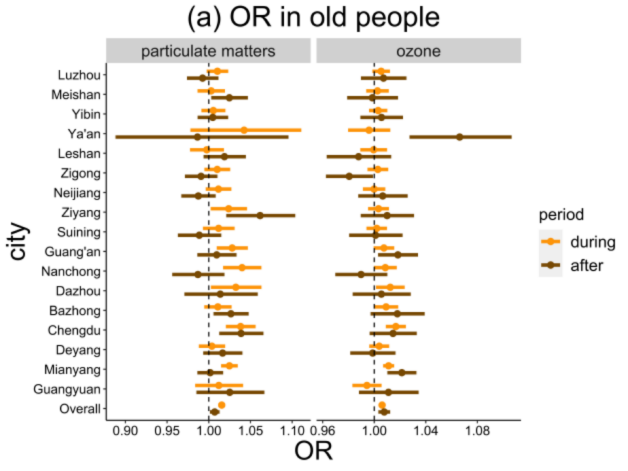 (a) OR in old people
particulate matters
ozone
Luzhou
Meishan
Yibin
Ya'an
Leshan
Zigong
Neijiang
Ziyang
Suining
Guang'an
Nanchong
Dazhou
Bazhong
Chengdu
Deyang
Mianyang
Guangyuan
Overall
city
period
during
after
0.90 0.95 1.00 1.05 1.10 0.96 1.00 1.04 1.08
OR